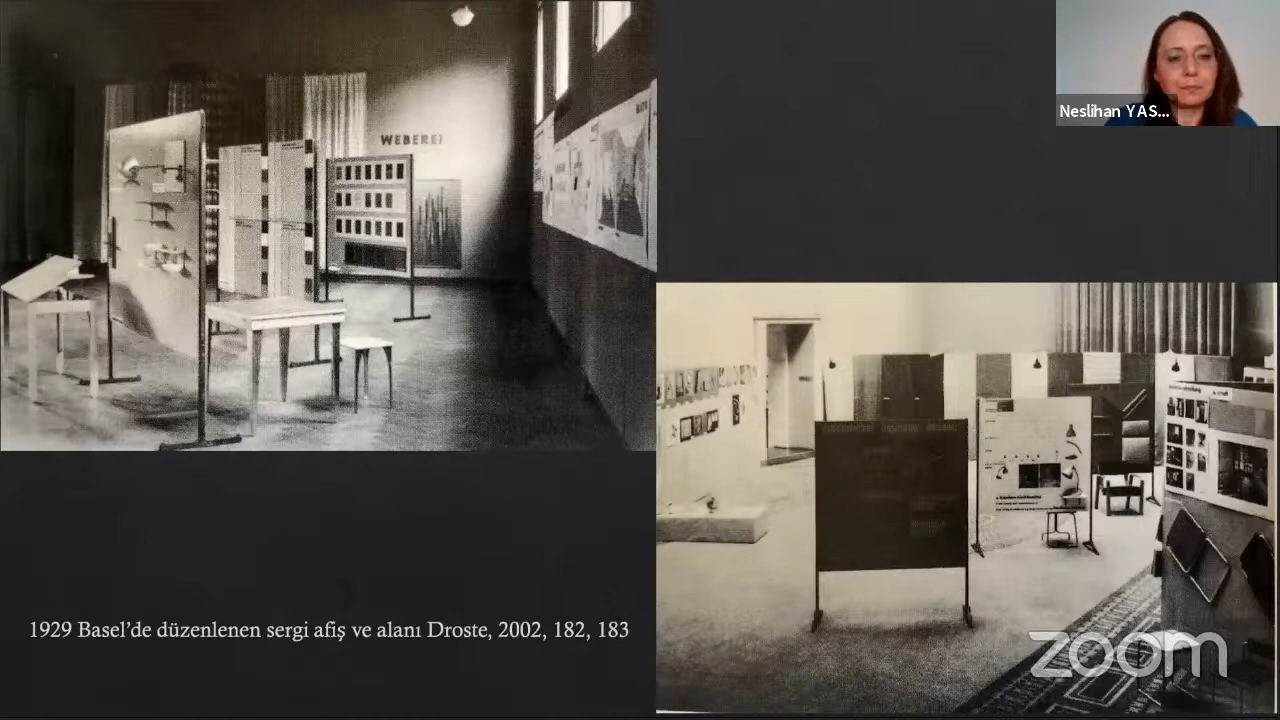 Neslihan YAS...
WEBEREI
1929 Basel'de düzenlenen sergi afiş ve alanı Droste, 2002, 182, 183
zoom